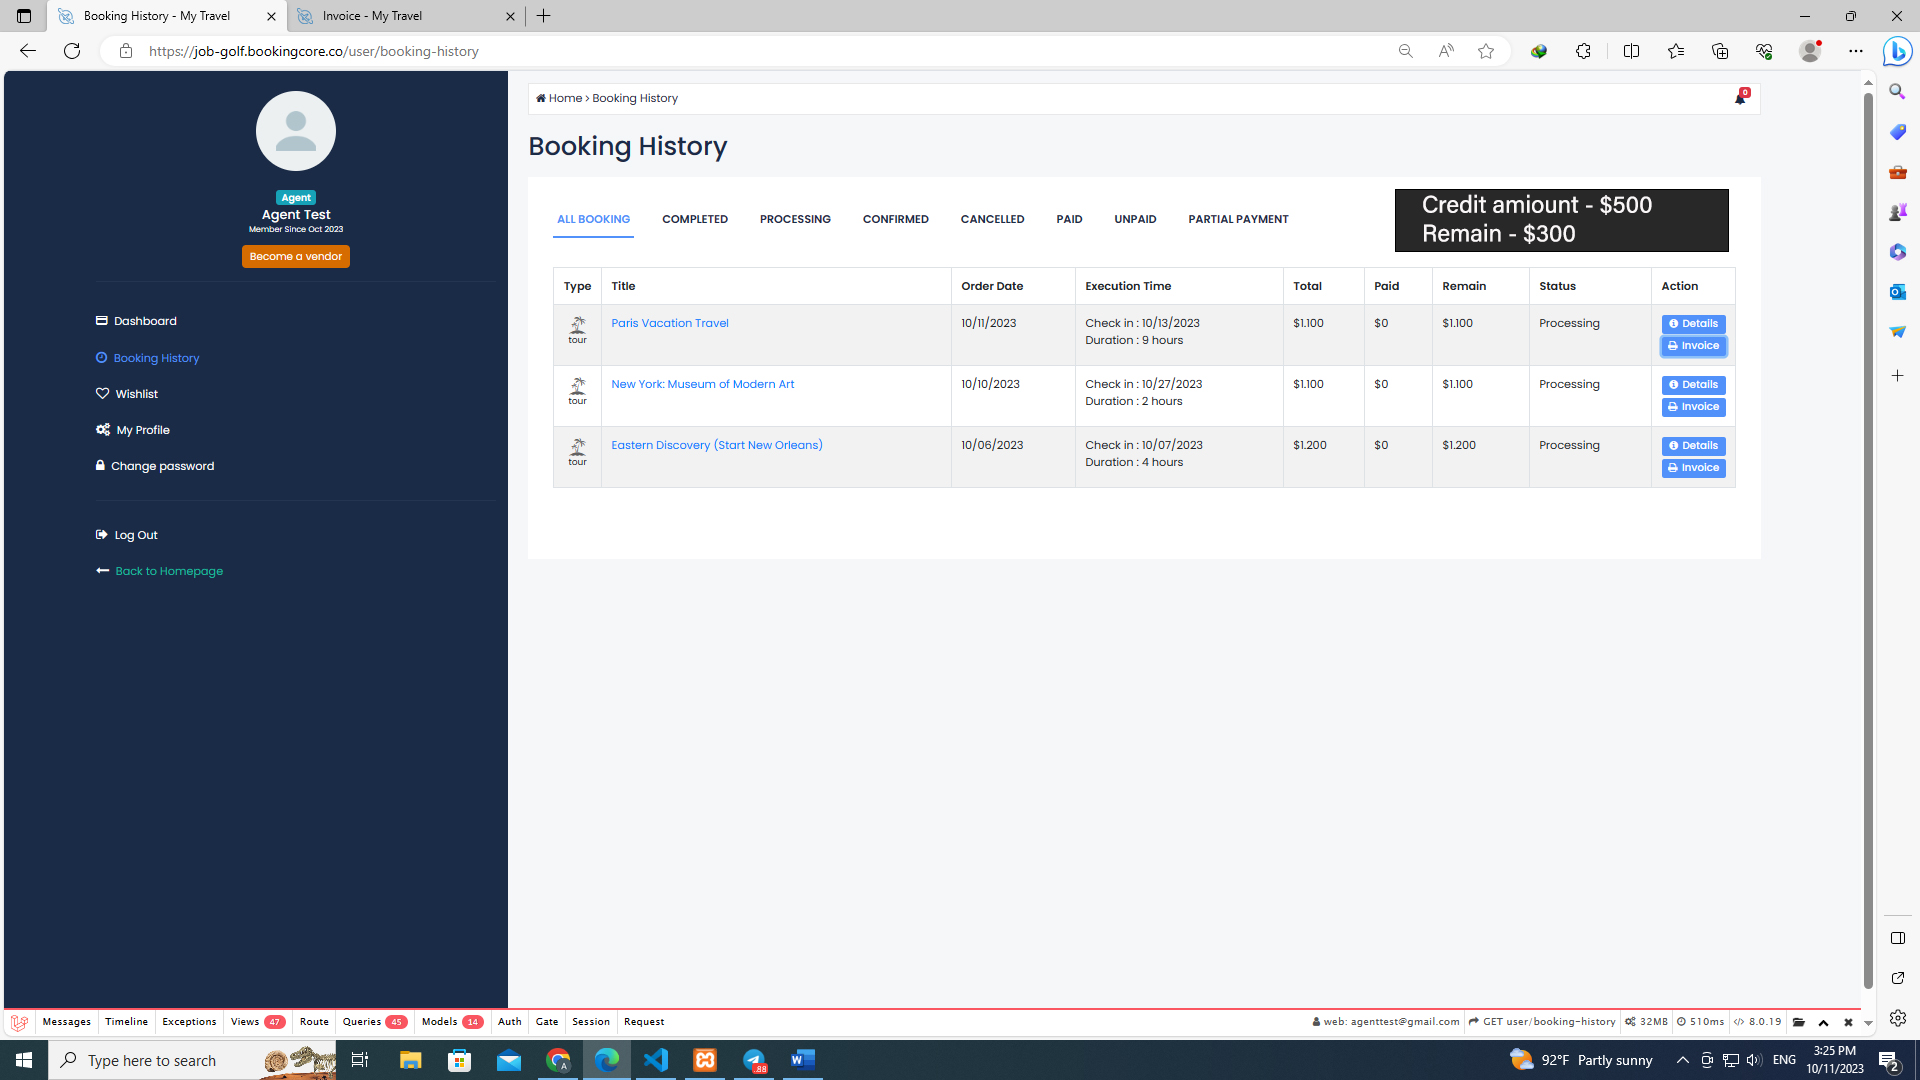 Booking History - My Travel
Invoice - My Travel
https://job-golf.bookingcore.co/user/booking-history
Agent
Agent Test
Member Since Oct 2023
Become a vendor
Dashboard
Booking History
Wishlist
My Profile
Change password
Log Out
Back to Homepage
Home > Booking History
0
Booking History
ALL BOOKING COMPLETED PROCESSING CONFIRMED CANCELLED PAID UNPAID PARTIAL PAYMENT
Credit amiount - $500
Remain - $300
Type Title Order Date Execution Time Total Paid Remain Status Action
tour Paris Vacation Travel 10/11/2023 Check in : 10/13/2023 $1.100 $0 $1.100 Processing Details
Duration : 9 hours Invoice
tour New York: Museum of Modern Art 10/10/2023 Check in : 10/27/2023 $1.100 $0 $1.100 Processing Details
Duration : 2 hours Invoice
tour Eastern Discovery (Start New Orleans) 10/06/2023 Check in : 10/07/2023 $1.200 $0 $1.200 Processing Details
Duration : 4 hours Invoice
Messages Timeline Exceptions Views 47 Route Queries 45 Models 14 Auth Gate Session Request web: agenttest@gmail.com GET user/booking-history 32MB 510ms 8.0.19
Type here to search
A
88
92°F Partly sunny
ENG
3:25 PM
10/11/2023
2